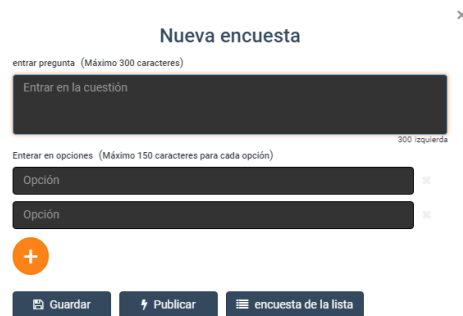 Nueva encuesta
entrar pregunta (Máximo 300 caracteres)
Entrar en la cuestión
300 izquierda
Enterar en opciones (Máximo 150 caracteres para cada opción)
Opción
Opción
Guardar
Publicar
encuesta de la lista